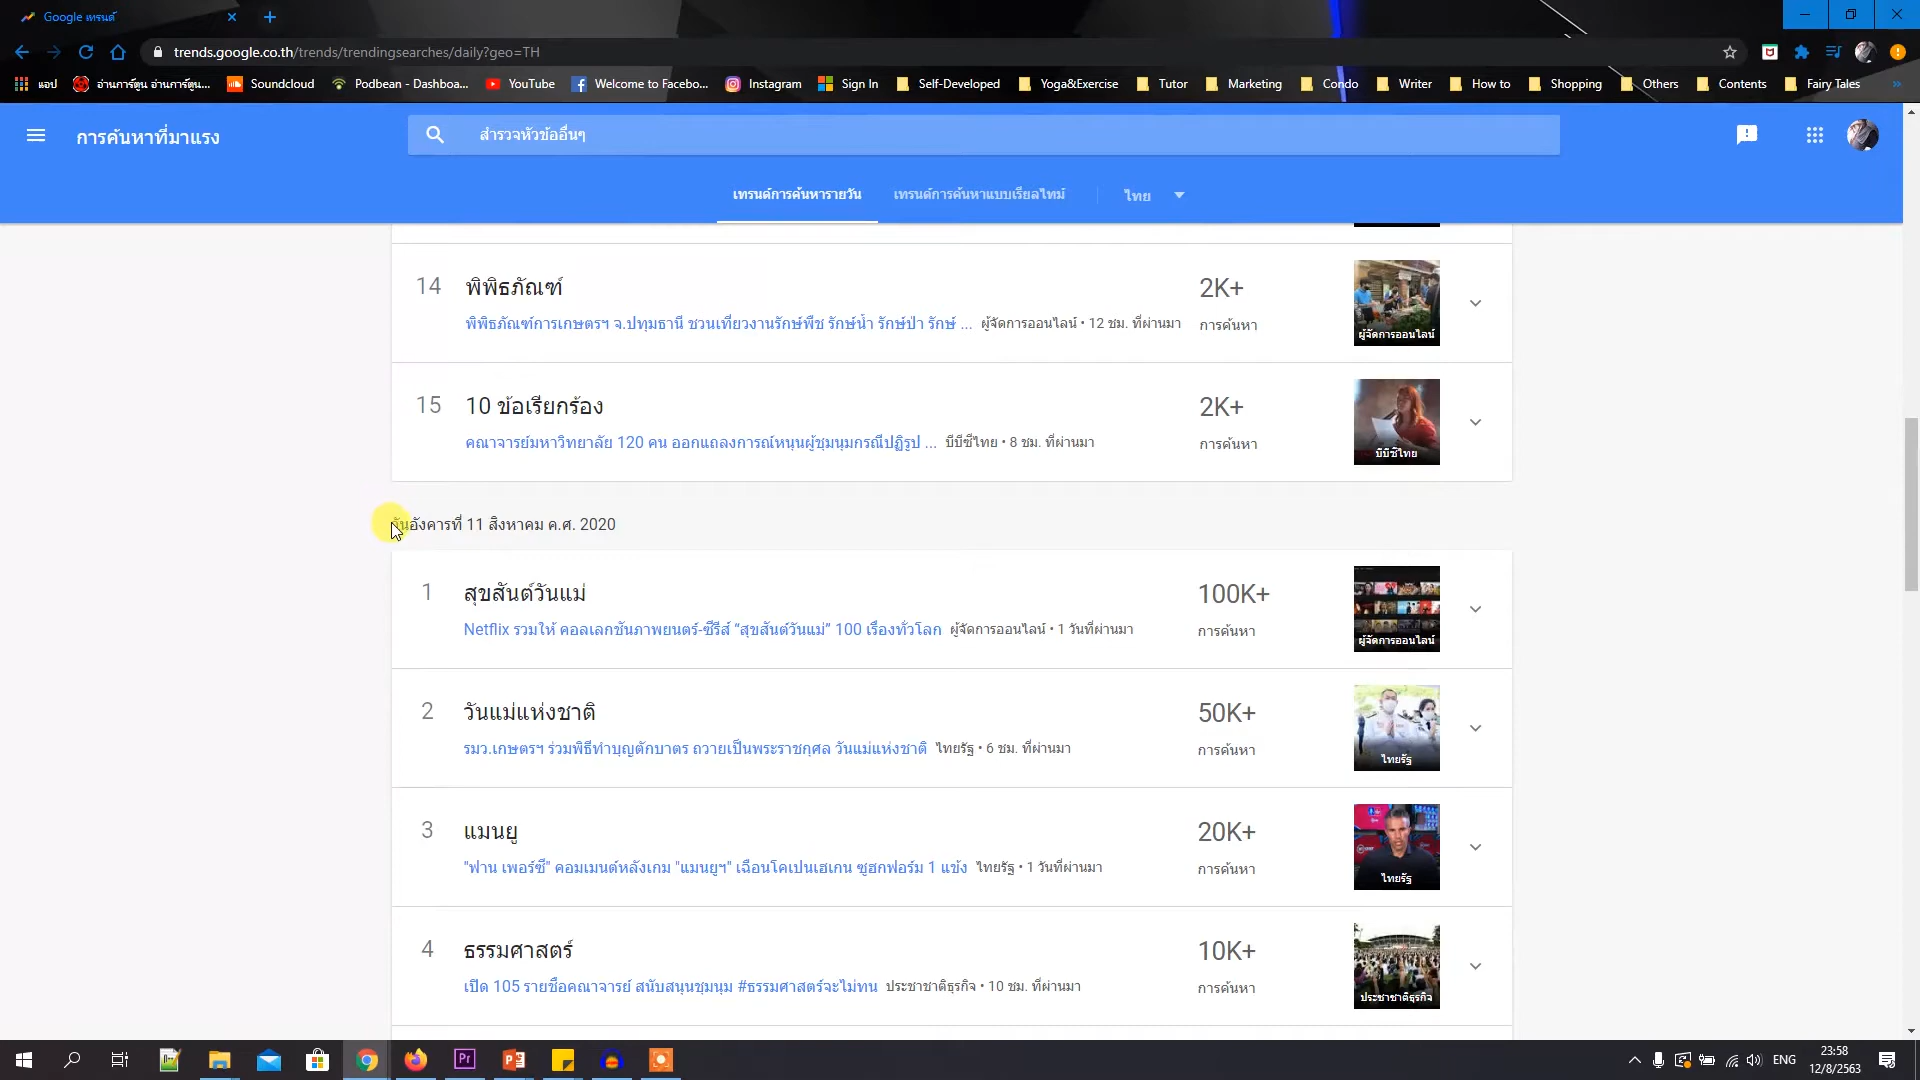 Google เทรนด์
trends.google.co.th/trends/trendingsearches/daily?geo=TH
แอป
อ่านการ์ตูน อ่านการ์ตูน...
Soundcloud
Podbean - Dashboa...
YouTube
Welcome to Facebo...
Instagram
Sign In
Self-Developed
Yoga&Exercise
Tutor
Marketing
Condo
Writer
How to
Shopping
Others
Contents
Fairy Tales
การค้นหาที่มาแรง
สำรวจหัวข้ออื่นๆ
เทรนด์การค้นหารายวัน
เทรนด์การค้นหาแบบเรียลไทม์
ไทย
14 พิพิธภัณฑ์ 2K+
พิพิธภัณฑ์การเกษตรฯ จ.ปทุมธานี ชวนเที่ยวงานรักษ์พืช รักษ์น้ำ รักษ์ป่า รักษ์ ... ผู้จัดการออนไลน์ • 12 ชม. ที่ผ่านมา การค้นหา
ผู้จัดการออนไลน์
15 10 ข้อเรียกร้อง 2K+
คณาจารย์มหาวิทยาลัย 120 คน ออกแถลงการณ์หนุนผู้ชุมนุมกรณีปฏิรูป ... บีบีซีไทย • 8 ชม. ที่ผ่านมา การค้นหา
บีบีซีไทย
วันอังคารที่ 11 สิงหาคม ค.ศ. 2020
1 สุขสันต์วันแม่ 100K+
Netflix รวมให้ คอลเลกชันภาพยนตร์-ซีรีส์ “สุขสันต์วันแม่” 100 เรื่องทั่วโลก ผู้จัดการออนไลน์ • 1 วันที่ผ่านมา การค้นหา
ผู้จัดการออนไลน์
2 วันแม่แห่งชาติ 50K+
รมว.เกษตรฯ ร่วมพิธีทำบุญตักบาตร ถวายเป็นพระราชกุศล วันแม่แห่งชาติ ไทยรัฐ • 6 ชม. ที่ผ่านมา การค้นหา
ไทยรัฐ
3 แมนยู 20K+
"ฟาน เพอร์ซี" คอมเมนต์หลังเกม "แมนยูฯ" เฉือนโคเปนเฮเกน ซูฮกฟอร์ม 1 แข้ง ไทยรัฐ • 1 วันที่ผ่านมา การค้นหา
ไทยรัฐ
4 ธรรมศาสตร์ 10K+
เปิด 105 รายชื่อคณาจารย์ สนับสนุนชุมนุม #ธรรมศาสตร์จะไม่ทน ประชาชาติธุรกิจ • 10 ชม. ที่ผ่านมา การค้นหา
ประชาชาติธุรกิจ
Pr
ENG
23:58
12/8/2563